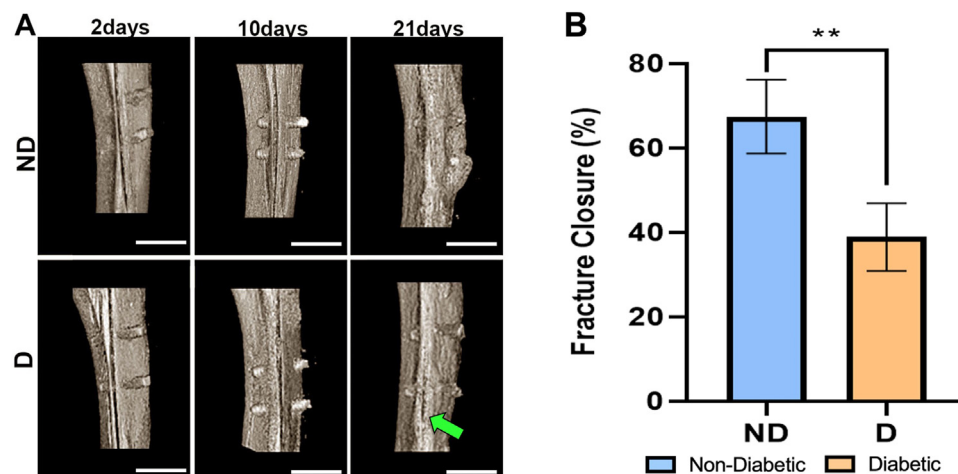 A
2days 10days 21days
ND
D
B
**
Fracture Closure (%)
80
60
40
20
0
ND D
Non-Diabetic Diabetic